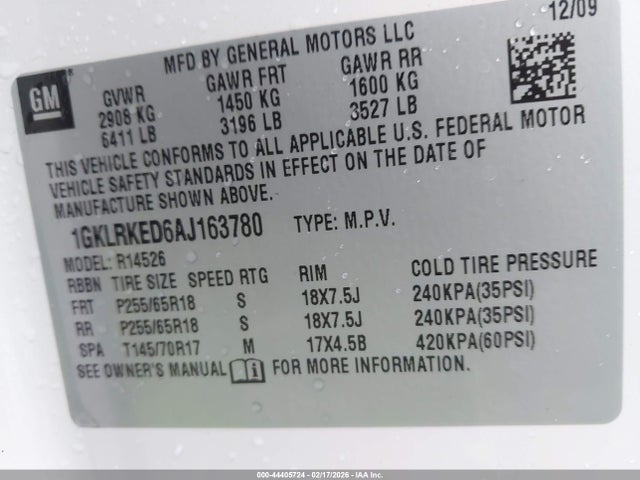 12/09
MFD BY GENERAL MOTORS LLC
GM
GVWR GAWR FRT GAWR RR
2908 KG 1450 KG 1600 KG
6411 LB 3196 LB 3527 LB
THIS VEHICLE CONFORMS TO ALL APPLICABLE U.S. FEDERAL MOTOR
VEHICLE SAFETY STANDARDS IN EFFECT ON THE DATE OF
MANUFACTURE SHOWN ABOVE.
1GKLRKED6AJ163780 TYPE: M.P.V.
MODEL: R14526
RBBN TIRE SIZE SPEED RTG RIM COLD TIRE PRESSURE
FRT P255/65R18 S 18X7.5J 240KPA(35PSI)
RR P255/65R18 S 18X7.5J 240KPA(35PSI)
SPA T145/70R17 M 17X4.5B 420KPA(60PSI)
SEE OWNER'S MANUAL i FOR MORE INFORMATION.
000-44405724 - 02/17/2026 - IAA Inc.